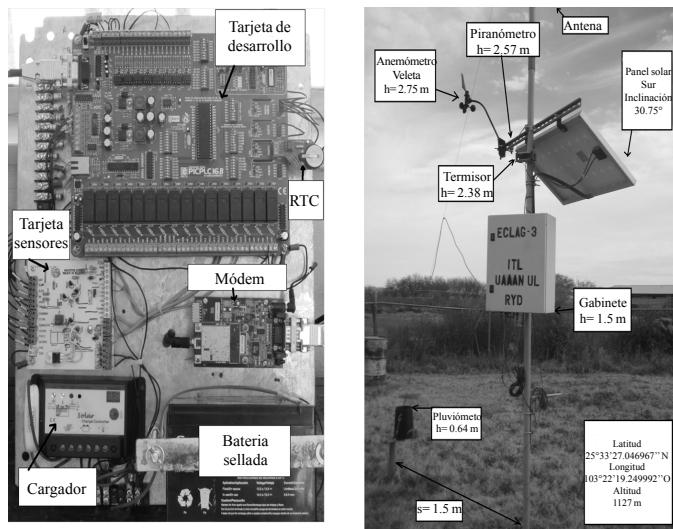 Tarjeta de
desarrollo
PICPLC16B
RTC
Tarjeta
sensores
Módem
Cargador
Bateria
sellada
Antena
Piranómetro
h= 2.57 m
Anemómetro
Veleta
h= 2.75 m
Panel solar
Sur
Inclinación
30.75°
Termisor
h= 2.38 m
ECLAG-3
ITL
UAAAN UL
RYD
Gabinete
h= 1.5 m
Pluviómeto
h= 0.64 m
s= 1.5 m
Latitud
25°33´27.046967´´ N
Longitud
103°22´19.249992´´O
Altitud
1127 m